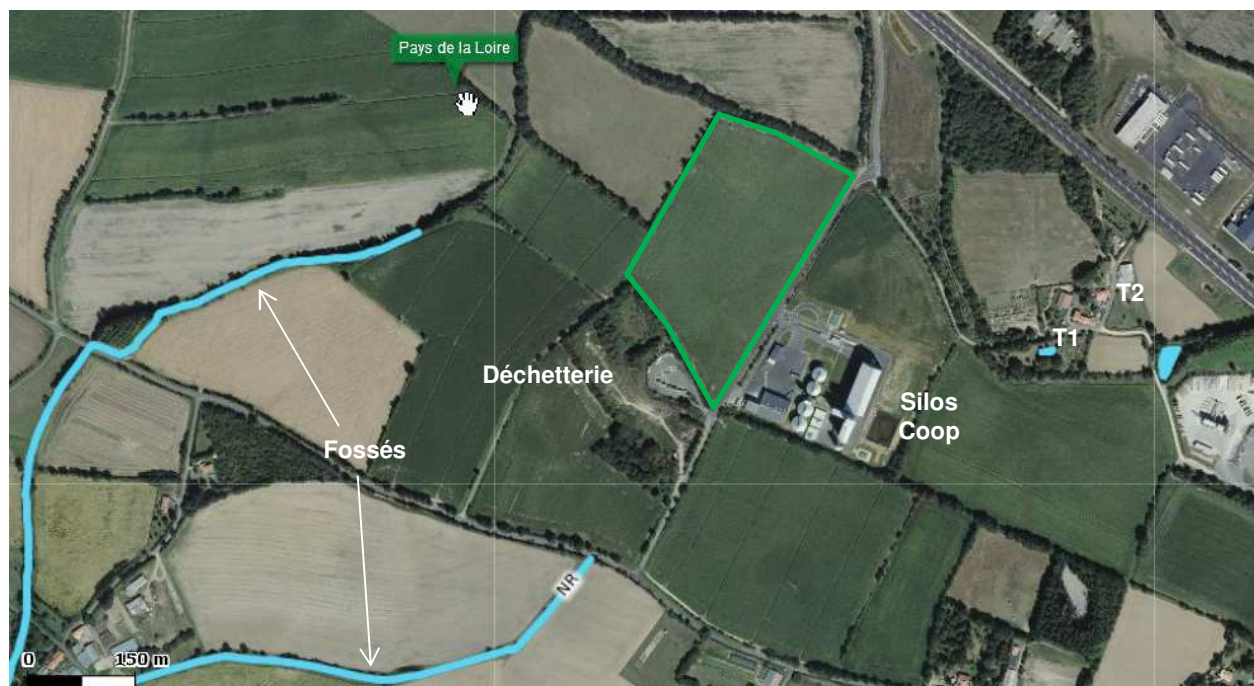 Pays de la Loire
T2
T1
Déchetterie
Silos
Coop
Fossés
NR
0 150 m